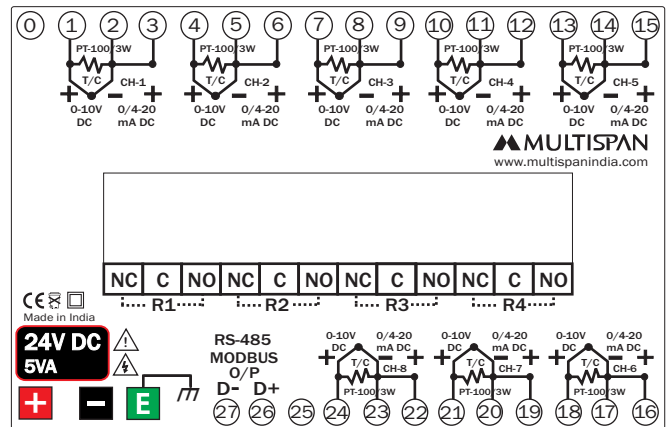 0 1 2 3 4 5 6 7 8 9 10 11 12 13 14 15
PT-100/3W PT-100/3W PT-100/3W PT-100/3W PT-100/3W
T/C CH-1 T/C CH-2 T/C CH-3 T/C CH-4 T/C CH-5
+ − + + − + + − + + − + + − +
0-10V 0/4-20 0-10V 0/4-20 0-10V 0/4-20 0-10V 0/4-20 0-10V 0/4-20
DC mA DC DC mA DC DC mA DC DC mA DC DC mA DC
MULTISPAN
www.multispanindia.com
NC C NO NC C NO NC C NO NC C NO
R1 R2 R3 R4
CE
Made in India
24V DC
5VA
+ − E
RS-485
MODBUS
O/P
D- D+
0-10V 0/4-20 0-10V 0/4-20 0-10V 0/4-20
DC mA DC DC mA DC DC mA DC
+ − + + − + + − +
T/C CH-8 T/C CH-7 T/C CH-6
PT-100/3W PT-100/3W PT-100/3W
27 26 25 24 23 22 21 20 19 18 17 16